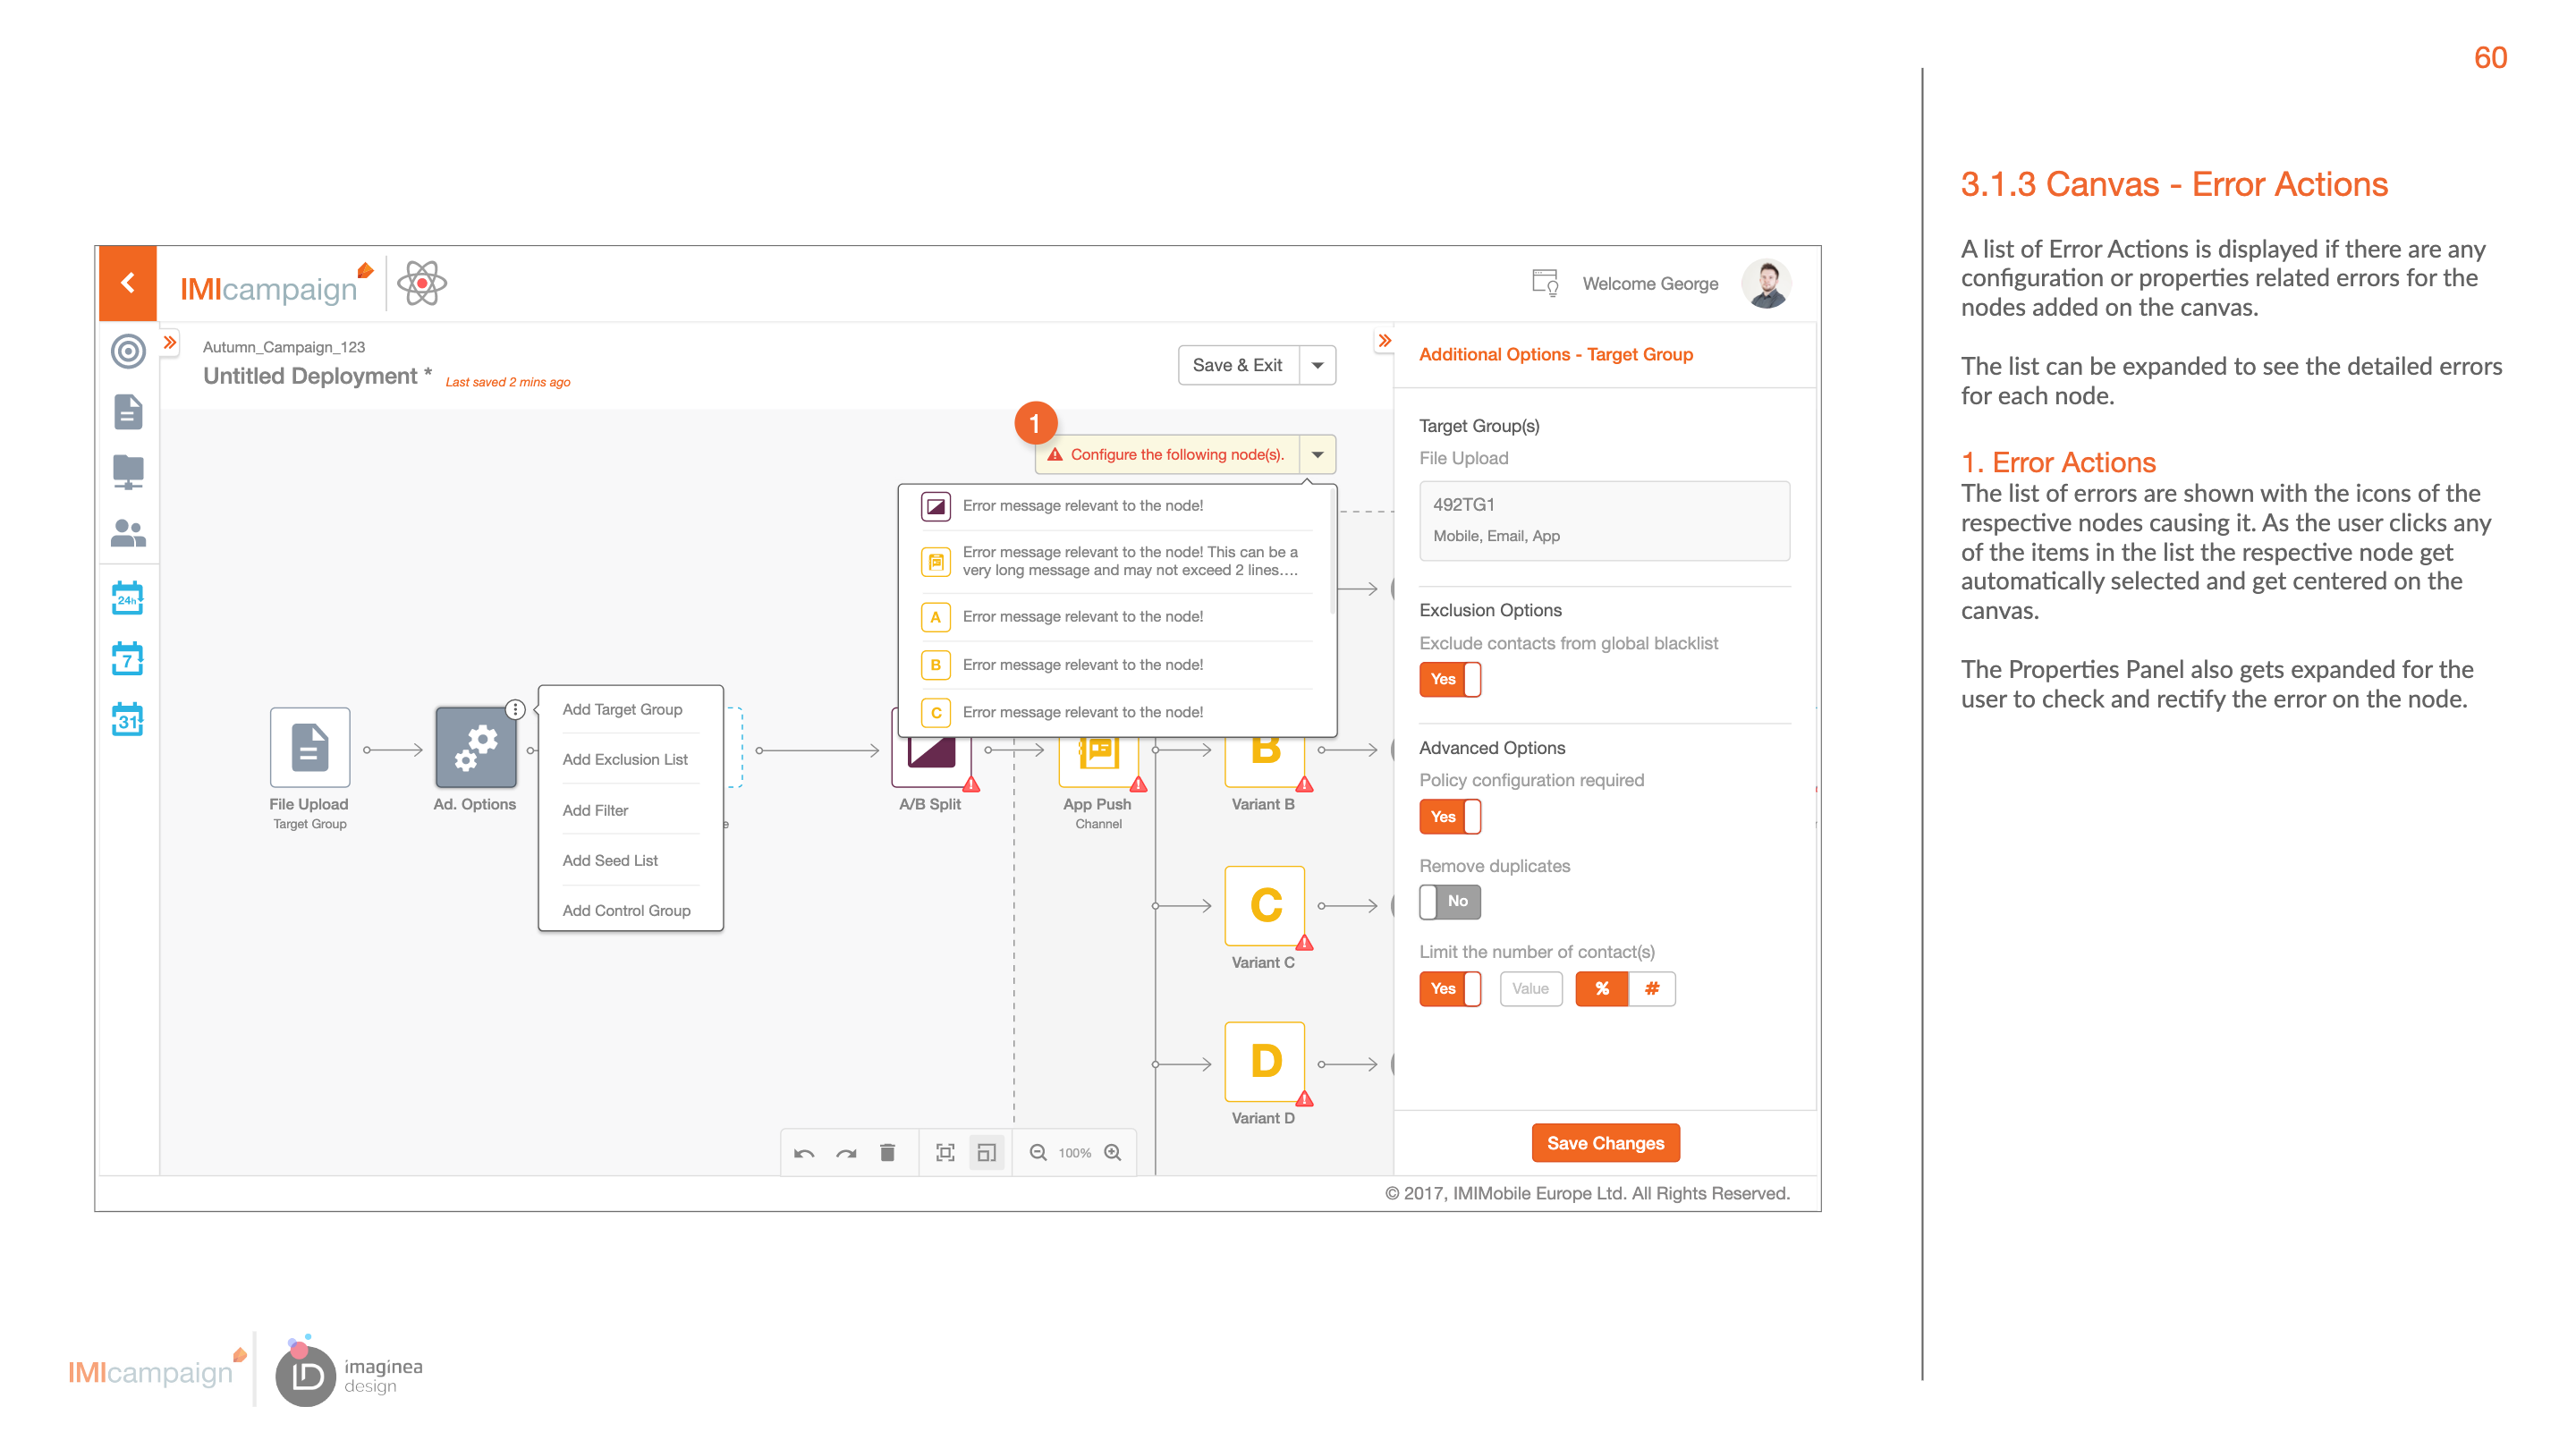 60
IMIcampaign
Welcome George
Autumn_Campaign_123
Untitled Deployment *
Last saved 2 mins ago
Save & Exit
1
Configure the following node(s).
Error message relevant to the node!
Error message relevant to the node! This can be a
very long message and may not exceed 2 lines....
A
Error message relevant to the node!
B
Error message relevant to the node!
C
Error message relevant to the node!
24h
7
31
File Upload
Target Group
Ad. Options
Add Target Group
Add Exclusion List
Add Filter
Add Seed List
Add Control Group
e
A/B Split
App Push
Channel
B
Variant B
C
Variant C
D
Variant D
100%
Additional Options - Target Group
Target Group(s)
File Upload
492TG1
Mobile, Email, App
Exclusion Options
Exclude contacts from global blacklist
Yes
Advanced Options
Policy configuration required
Yes
Remove duplicates
No
Limit the number of contact(s)
Yes
Value
%
#
Save Changes
© 2017, IMIMobile Europe Ltd. All Rights Reserved.
3.1.3 Canvas - Error Actions
A list of Error Actions is displayed if there are any
configuration or properties related errors for the
nodes added on the canvas.
The list can be expanded to see the detailed errors
for each node.
1. Error Actions
The list of errors are shown with the icons of the
respective nodes causing it. As the user clicks any
of the items in the list the respective node get
automatically selected and get centered on the
canvas.
The Properties Panel also gets expanded for the
user to check and rectify the error on the node.
IMIcampaign
iD
imaginea
design